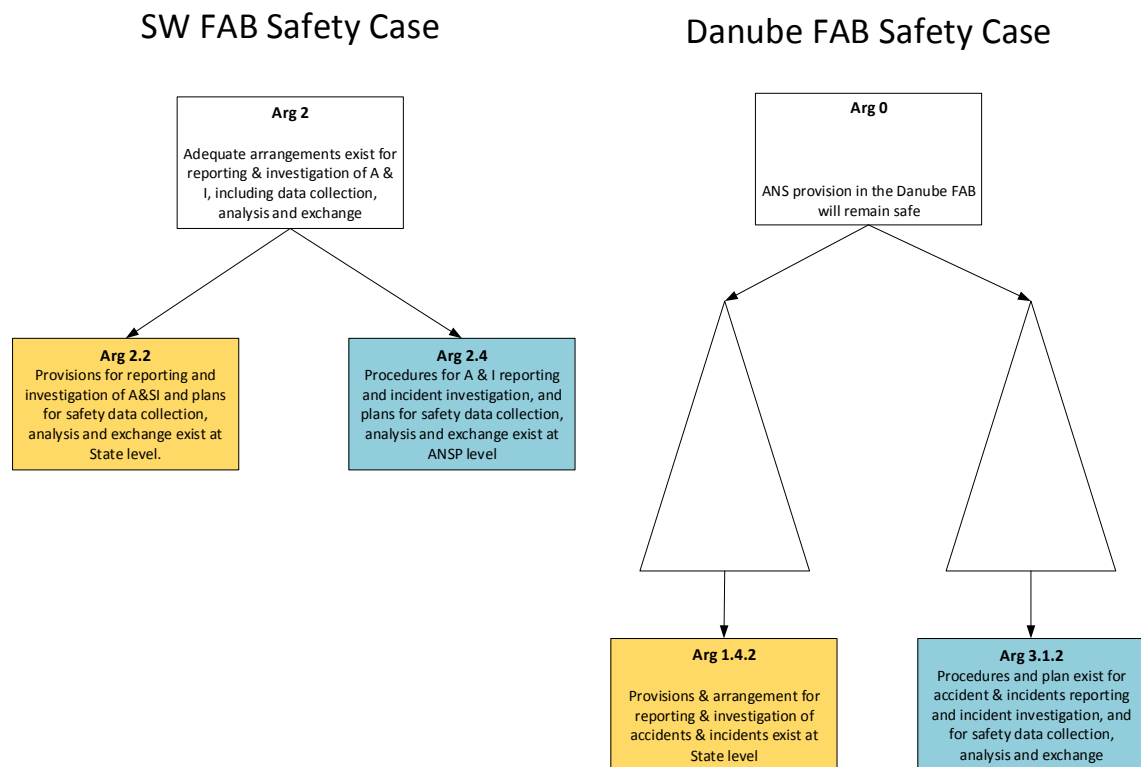 SW FAB Safety Case
Danube FAB Safety Case
Arg 2
Adequate arrangements exist for
reporting & investigation of A &
I, including data collection,
analysis and exchange
Arg 0
ANS provision in the Danube FAB
will remain safe
Arg 2.2
Provisions for reporting and
investigation of A&SI and plans
for safety data collection,
analysis and exchange exist at
State level.
Arg 2.4
Procedures for A & I reporting
and incident investigation, and
plans for safety data collection,
analysis and exchange exist at
ANSP level
Arg 1.4.2
Provisions & arrangement for
reporting & investigation of
accidents & incidents exist at
State level
Arg 3.1.2
Procedures and plan exist for
accident & incidents reporting
and incident investigation, and
for safety data collection,
analysis and exchange